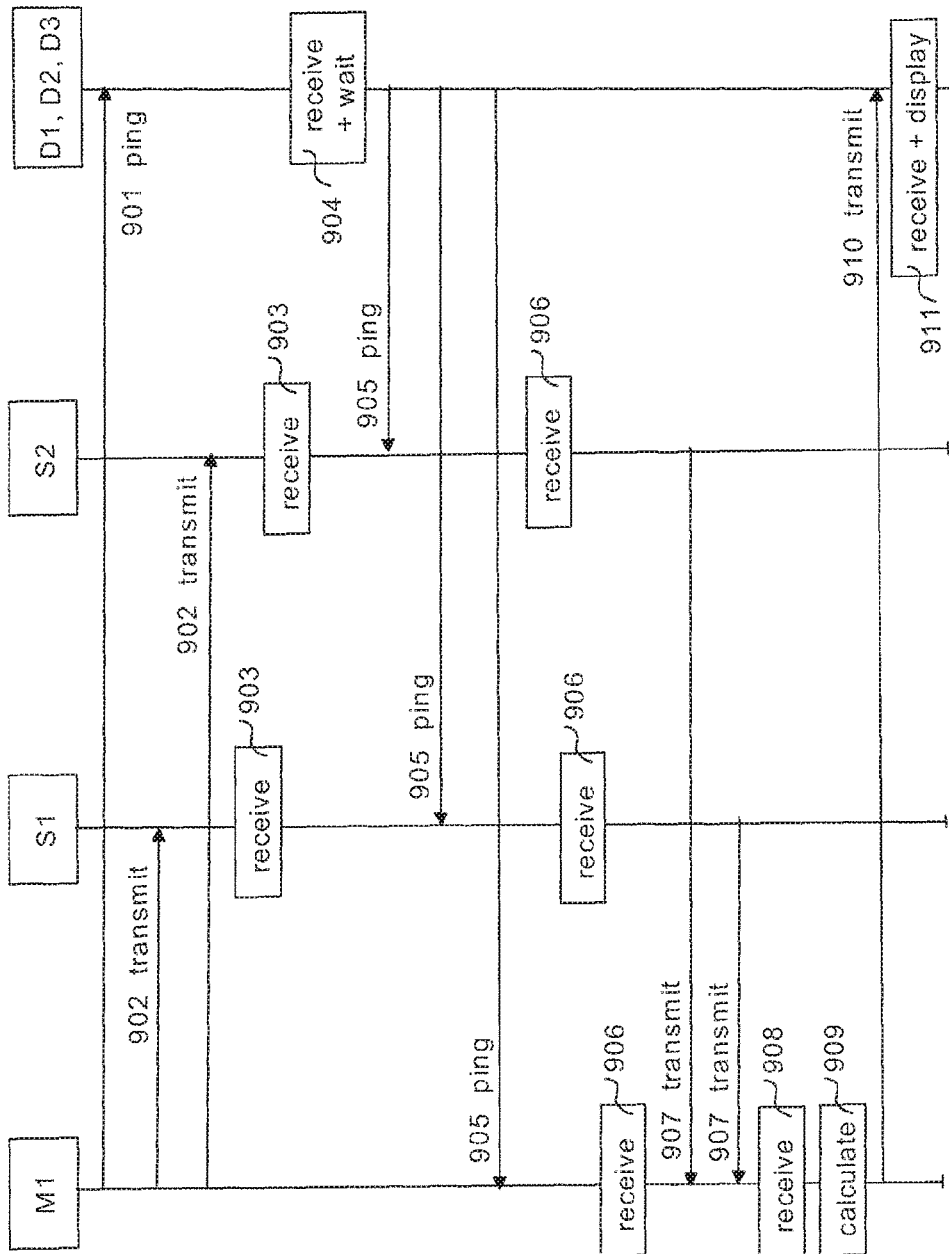 M1
S1
S2
D1, D2, D3
901 ping
902 transmit
902 transmit
receive
903
receive
903
receive
+ wait
904
905 ping
905 ping
905 ping
receive
906
receive
906
receive
906
907 transmit
907 transmit
receive
908
calculate
909
910 transmit
receive + display
911